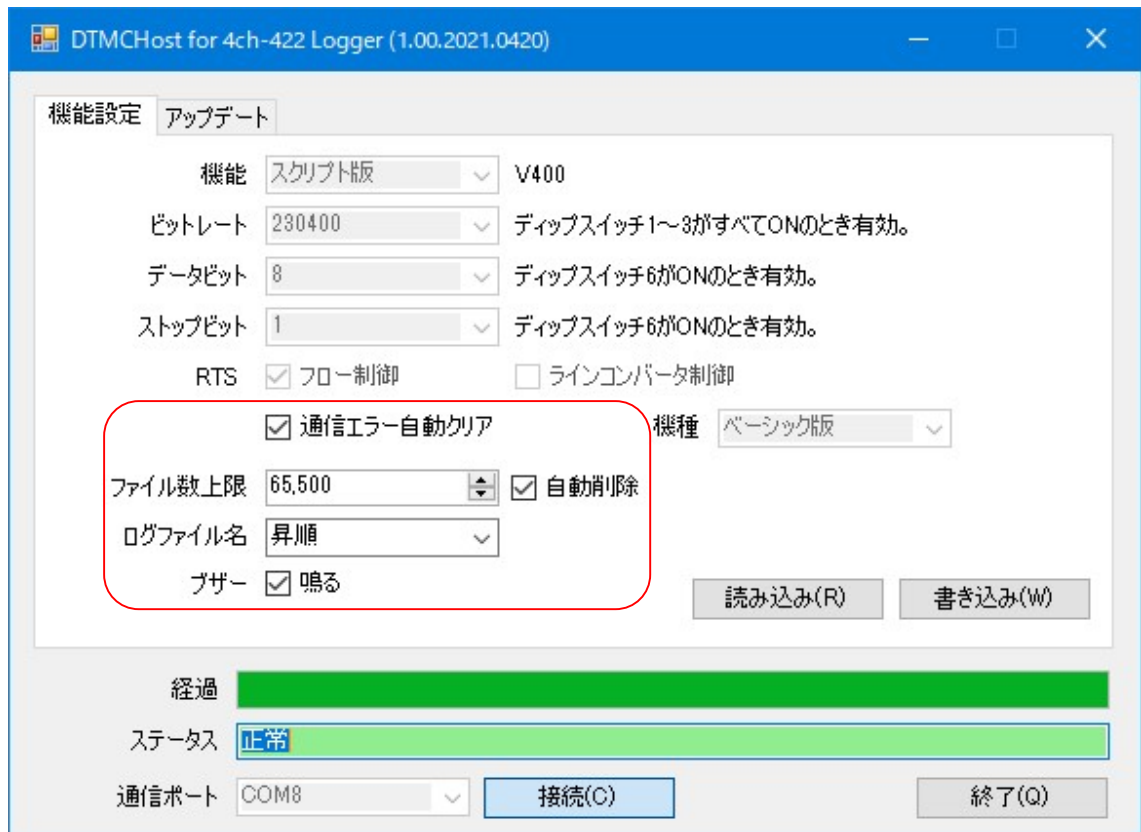 DTMCHost for 4ch-422 Logger (1.00.2021.0420)
機能設定 アップデート
機能 スクリプト版 V400
ビットレート 230400 ディップスイッチ1～3がすべてONのとき有効。
データビット 8 ディップスイッチ6がONのとき有効。
ストップビット 1 ディップスイッチ6がONのとき有効。
RTS フロー制御 ラインコンバータ制御
通信エラー自動クリア 機種 ベーシック版
ファイル数上限 65,500 自動削除
ログファイル名 昇順
ブザー 鳴る
読み込み(R) 書き込み(W)
経過
ステータス 正常
通信ポート COM8 接続(C) 終了(Q)